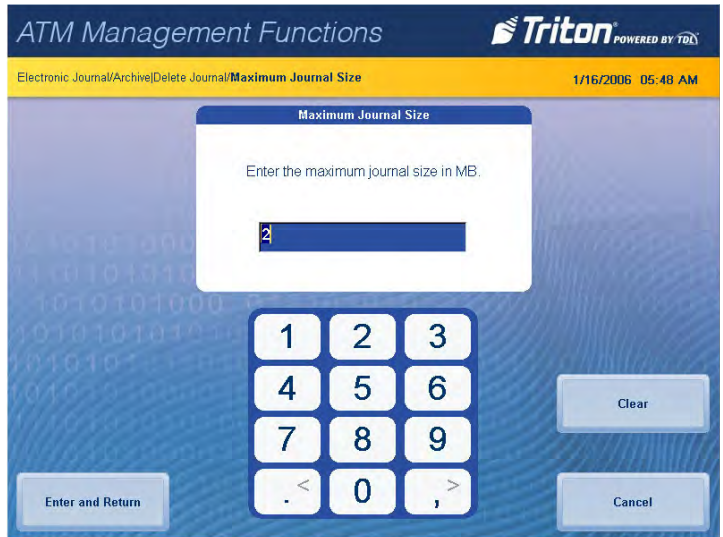 ATM Management Functions
Triton® POWERED BY TDL
Electronic Journal/Archive|Delete Journal/Maximum Journal Size
1/16/2006 05:48 AM
Maximum Journal Size
Enter the maximum journal size in MB.
2
1 2 3
4 5 6
7 8 9
. < 0 , >
Clear
Enter and Return
Cancel